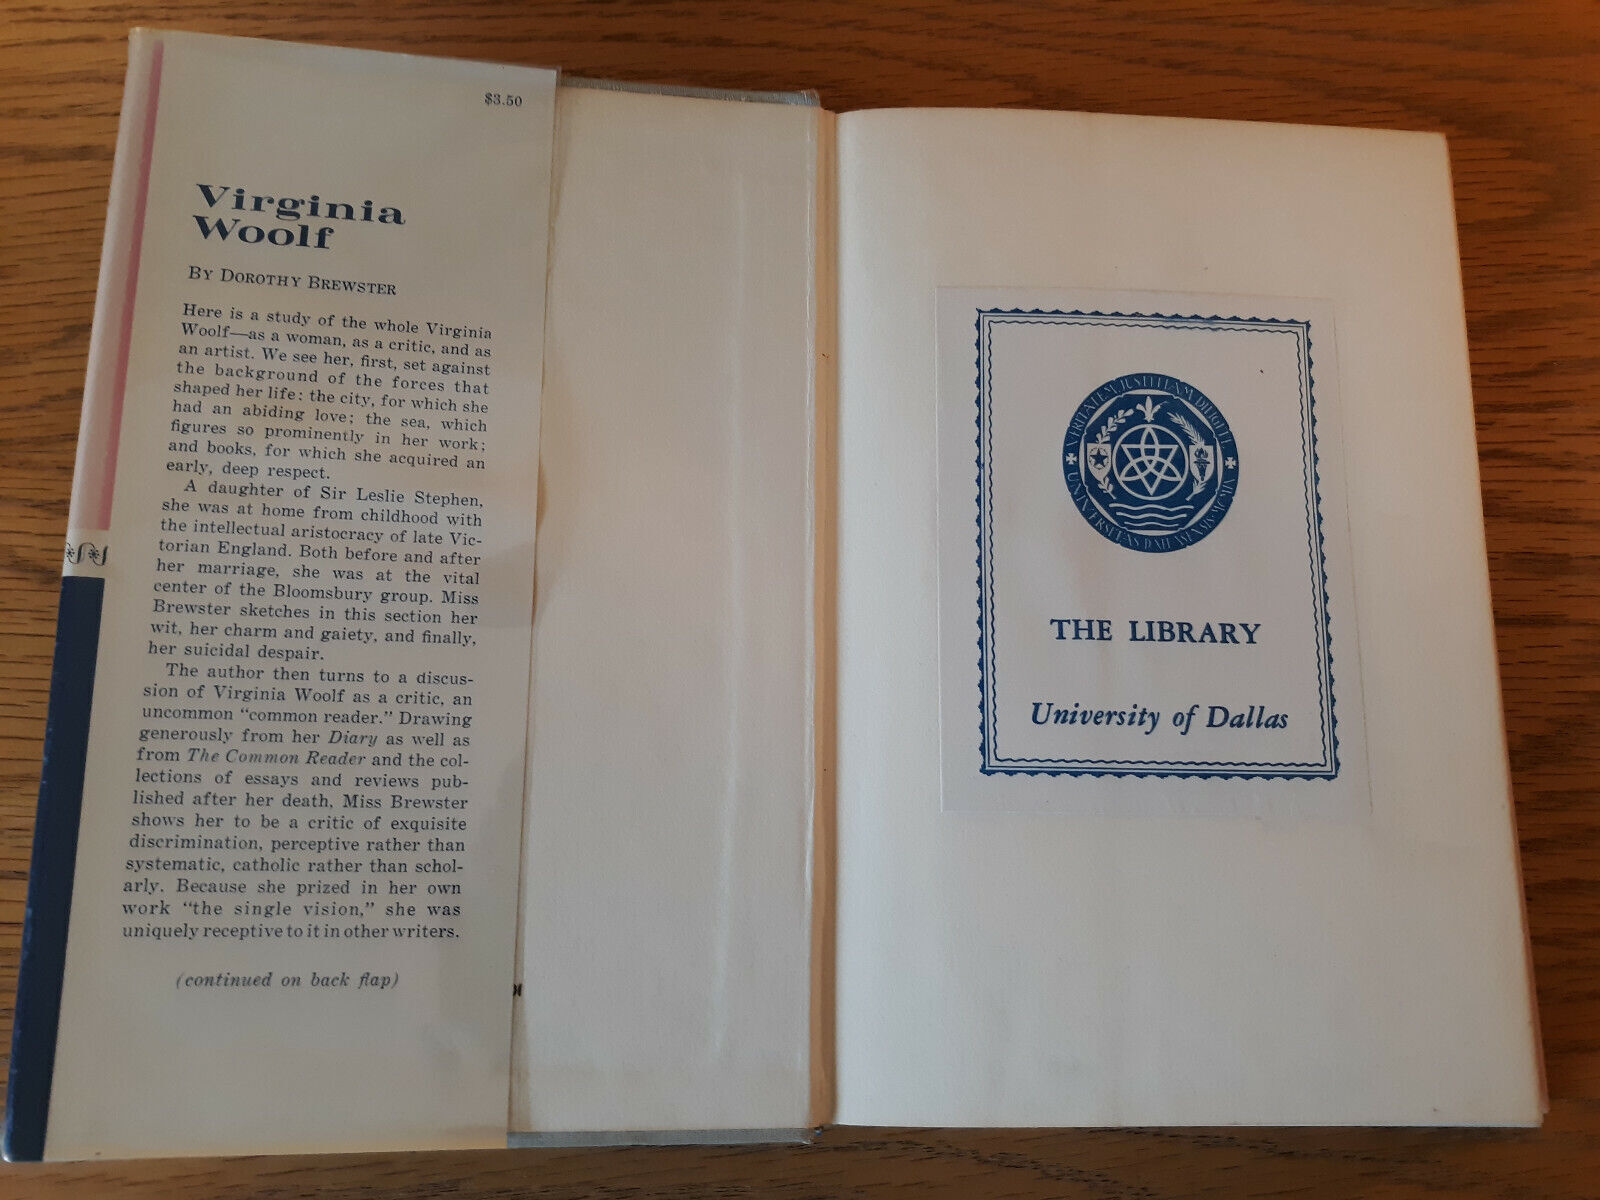 $3.50
Virginia
Woolf
BY DOROTHY BREWSTER
Here is a study of the whole Virginia
Woolf—as a woman, as a critic, and as
an artist. We see her, first, set against
the background of the forces that
shaped her life: the city, for which she
had an abiding love; the sea, which
figures so prominently in her work;
and books, for which she acquired an
early, deep respect.
A daughter of Sir Leslie Stephen,
she was at home from childhood with
the intellectual aristocracy of late Vic-
torian England. Both before and after
her marriage, she was at the vital
center of the Bloomsbury group. Miss
Brewster sketches in this section her
wit, her charm and gaiety, and finally,
her suicidal despair.
The author then turns to a discus-
sion of Virginia Woolf as a critic, an
uncommon "common reader." Drawing
generously from her Diary as well as
from The Common Reader and the col-
lections of essays and reviews pub-
lished after her death, Miss Brewster
shows her to be a critic of exquisite
discrimination, perceptive rather than
systematic, catholic rather than schol-
arly. Because she prized in her own
work "the single vision," she was
uniquely receptive to it in other writers.
(continued on back flap)
VERITATEM JUSTITIAM DILIGITE
UNIVERSITAS DALLASENSIS
THE LIBRARY
University of Dallas